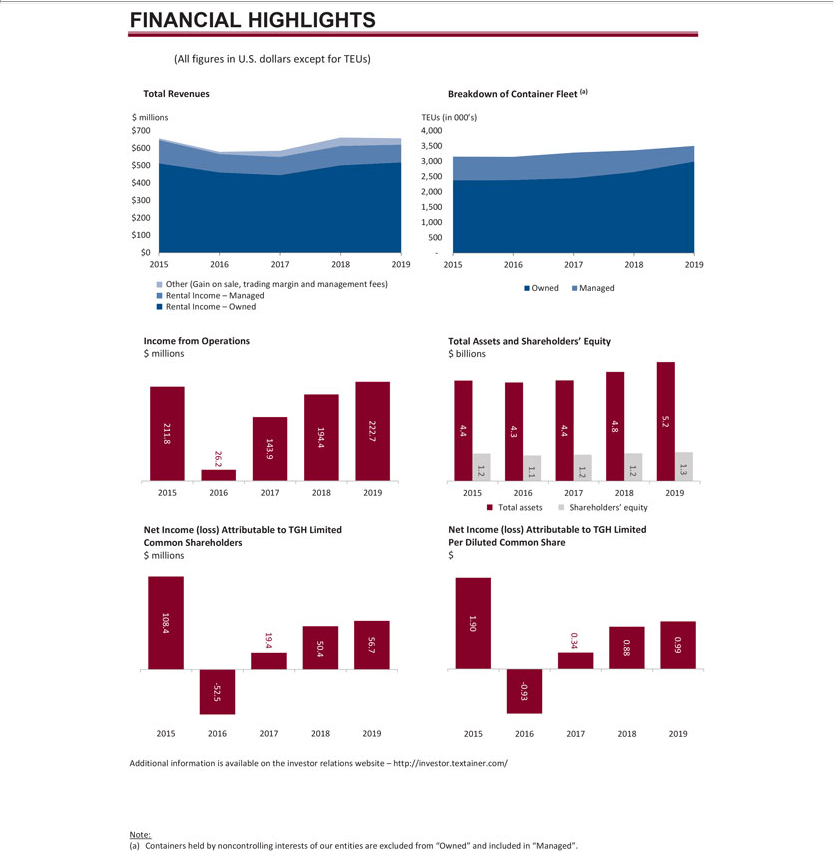 FINANCIAL HIGHLIGHTS
(All figures in U.S. dollars except for TEUs)
Total Revenues
$ millions
$700
$600
$500
$400
$300
$200
$100
$0
2015 2016 2017 2018 2019
Other (Gain on sale, trading margin and management fees)
Rental Income – Managed
Rental Income – Owned
Breakdown of Container Fleet (a)
TEUs (in 000's)
4,000
3,500
3,000
2,500
2,000
1,500
1,000
500
-
2015 2016 2017 2018 2019
Owned Managed
Income from Operations
$ millions
211.8 26.2 143.9 194.4 222.7
2015 2016 2017 2018 2019
Total Assets and Shareholders' Equity
$ billions
4.4 1.2 4.3 1.1 4.4 1.2 4.8 1.2 5.2 1.3
2015 2016 2017 2018 2019
Total assets Shareholders' equity
Net Income (loss) Attributable to TGH Limited
Common Shareholders
$ millions
108.4 -52.5 19.4 50.4 56.7
2015 2016 2017 2018 2019
Net Income (loss) Attributable to TGH Limited
Per Diluted Common Share
$
1.90 -0.93 0.34 0.88 0.99
2015 2016 2017 2018 2019
Additional information is available on the investor relations website – http://investor.textainer.com/
Note:
(a) Containers held by noncontrolling interests of our entities are excluded from "Owned" and included in "Managed".